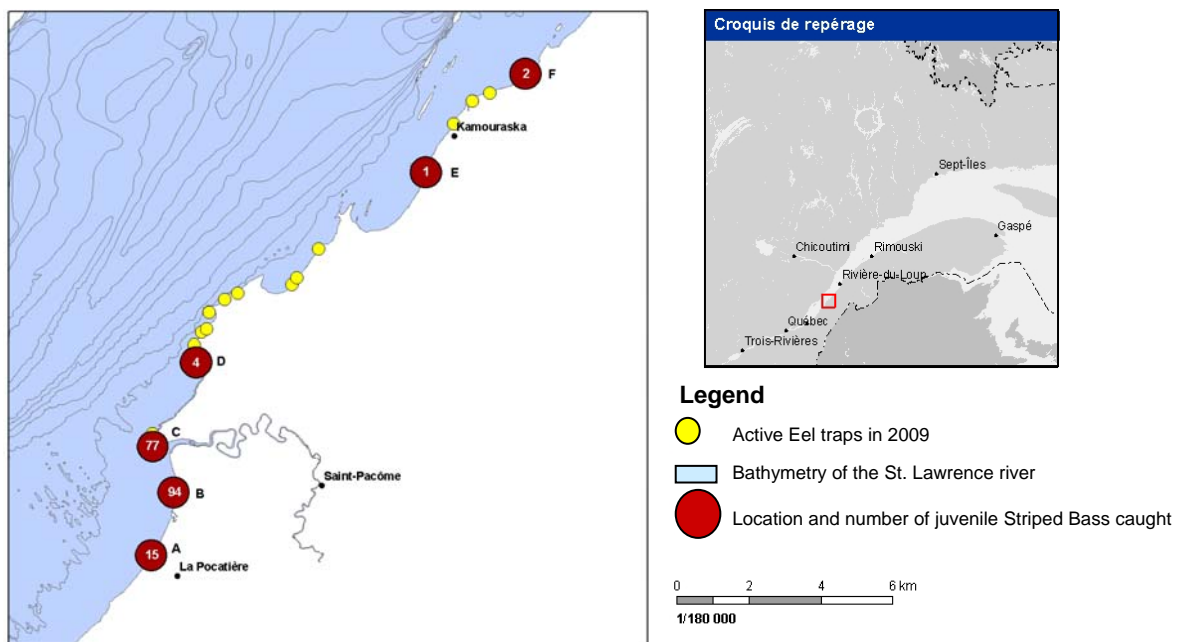 2
F
Kamouraska
1
E
4
D
C
77
Saint-Pacôme
94
B
A
15
La Pocatière
Croquis de repérage
Sept-Îles
Gaspé
Chicoutimi
Rimouski
Rivière-du-Loup
Québec
Trois-Rivières
Legend
Active Eel traps in 2009
Bathymetry of the St. Lawrence river
Location and number of juvenile Striped Bass caught
0 2 4 6 km
1/180 000